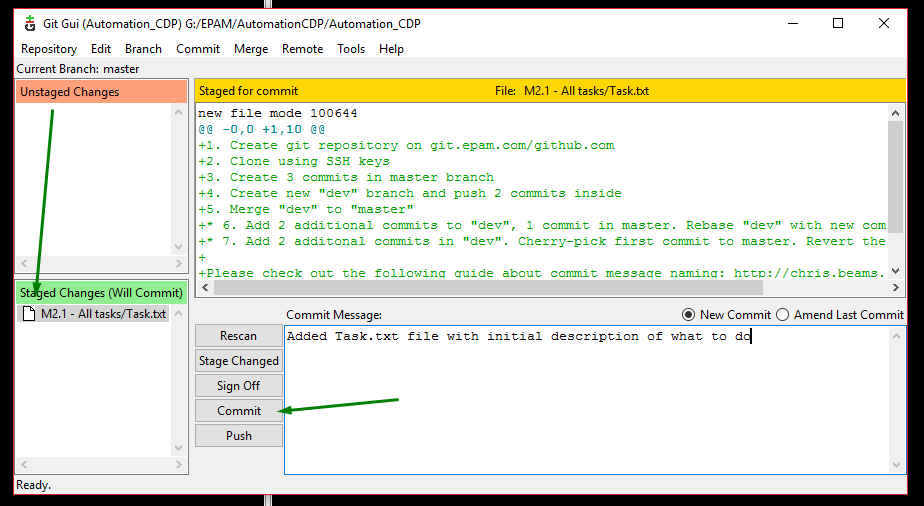 Git Gui (Automation_CDP) G:/EPAM/AutomationCDP/Automation_CDP
Repository Edit Branch Commit Merge Remote Tools Help
Current Branch: master
Unstaged Changes
Staged for commit File: M2.1 - All tasks/Task.txt
new file mode 100644
@@ -0,0 +1,10 @@
+1. Create git repository on git.epam.com/github.com
+2. Clone using SSH keys
+3. Create 3 commits in master branch
+4. Create new "dev" branch and push 2 commits inside
+5. Merge "dev" to "master"
+* 6. Add 2 additional commits to "dev", 1 commit in master. Rebase "dev" with new com
+* 7. Add 2 additonal commits in "dev". Cherry-pick first commit to master. Revert the
+
+Please check out the following guide about commit message naming: http://chris.beams.
Staged Changes (Will Commit)
M2.1 - All tasks/Task.txt
Commit Message: New Commit Amend Last Commit
Added Task.txt file with initial description of what to do
Rescan
Stage Changed
Sign Off
Commit
Push
Ready.